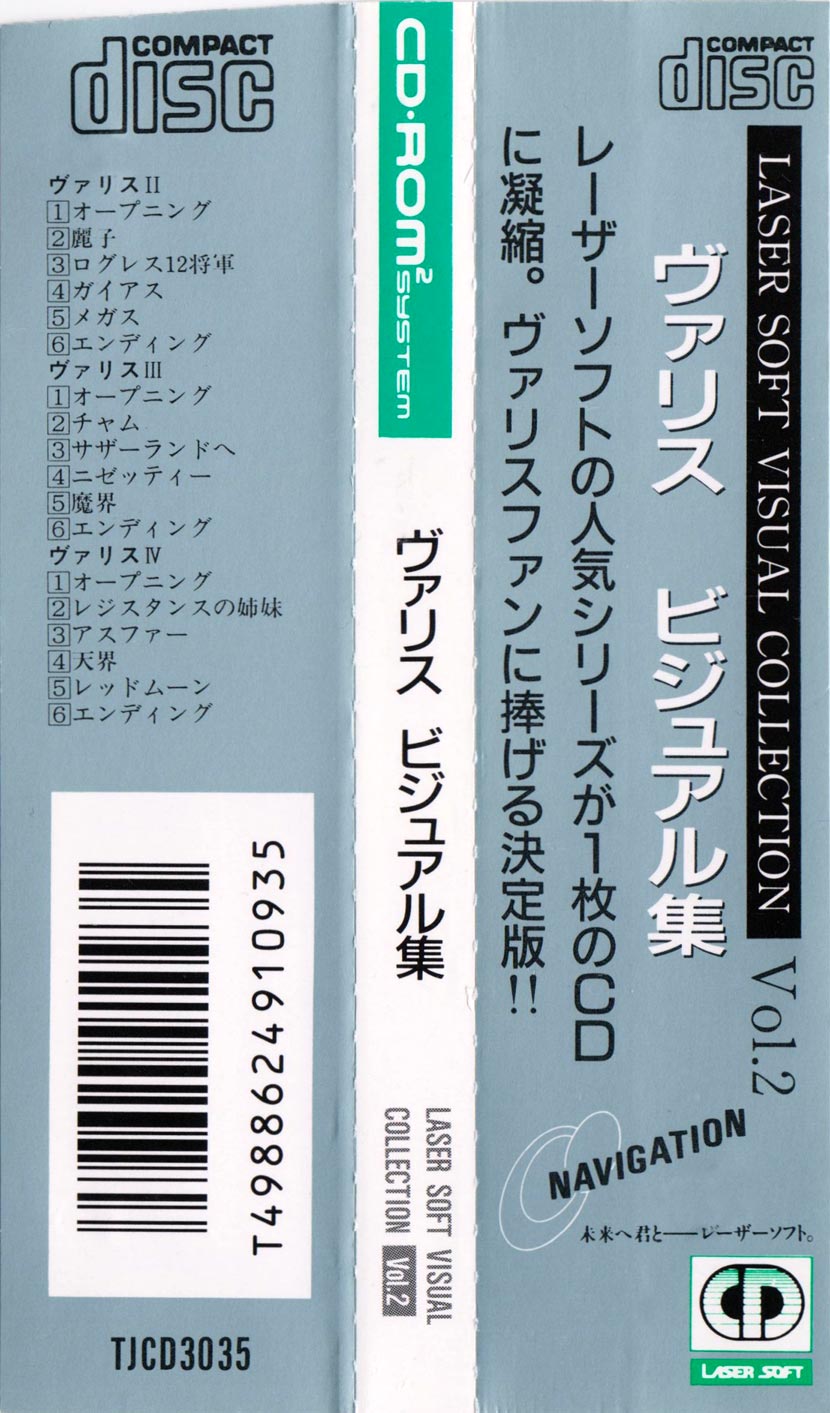 COMPACT
disc
ヴァリスⅡ
1オープニング
2麗子
3ログレス12将軍
4ガイアス
5メガス
6エンディング
ヴァリスⅢ
1オープニング
2チャム
3サザーランドへ
4ニゼッティー
5魔界
6エンディング
ヴァリスⅣ
1オープニング
2レジスタンスの姉妹
3アスファー
4天界
5レッドムーン
6エンディング
T4988624910935
TJCD3035
CD・ROM2 SYSTEM
ヴァリス ビジュアル集
LASER SOFT VISUAL
COLLECTION Vol.2
COMPACT
disc
LASER SOFT VISUAL COLLECTION Vol.2
ヴァリス ビジュアル集
レーザーソフトの人気シリーズが1枚のCD
に凝縮。ヴァリスファンに捧げる決定版!!
NAVIGATION
未来へ君と──レーザーソフト。
LASER SOFT